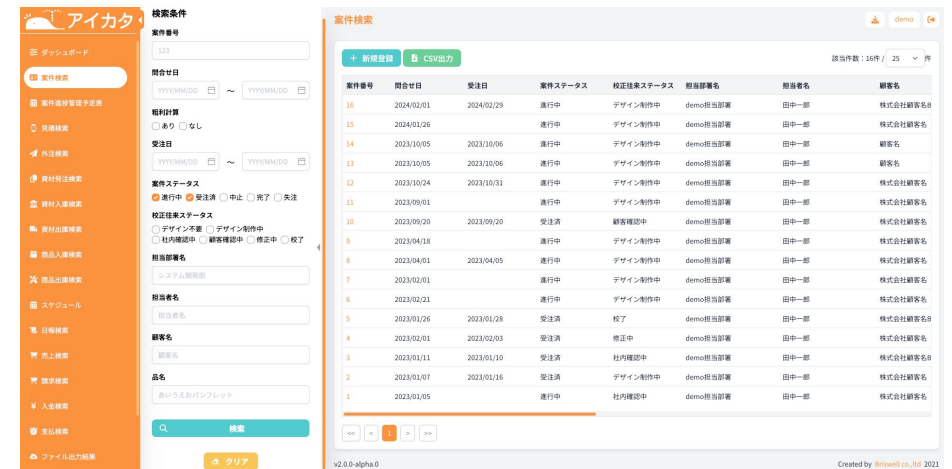 アイカタ
ダッシュボード
案件検索
案件進捗管理予定表
見積検索
外注検索
資材発注検索
資材入庫検索
資材出庫検索
商品入庫検索
商品出庫検索
スケジュール
日報検索
売上検索
請求検索
入金検索
支払検索
ファイル出力結果
検索条件
案件番号
123
問合せ日
YYYY/MM/DD ~ YYYY/MM/DD
粗利計算
あり なし
受注日
YYYY/MM/DD ~ YYYY/MM/DD
案件ステータス
進行中 受注済 中止 完了 失注
校正往来ステータス
デザイン不要 デザイン制作中
社内確認中 顧客確認中 修正中 校了
担当部署名
システム開発部
担当者名
担当者名
顧客名
顧客名
品名
あいうえおパンフレット
検索
クリア
案件検索
demo
+ 新規登録 CSV出力 該当件数:16件 / 25 件
案件番号 問合せ日 受注日 案件ステータス 校正往来ステータス 担当部署名 担当者名 顧客名
16 2024/02/01 2024/02/29 進行中 デザイン制作中 demo担当部署 田中一郎 株式会社顧客名B
15 2024/01/26 進行中 デザイン制作中 demo担当部署 田中一郎 株式会社顧客名
14 2023/10/05 2023/10/06 進行中 デザイン制作中 demo担当部署 田中一郎 顧客名
13 2023/10/05 2023/10/06 進行中 デザイン制作中 demo担当部署 田中一郎 顧客名
12 2023/10/24 2023/10/31 進行中 デザイン制作中 demo担当部署 田中一郎 株式会社顧客名
11 2023/09/01 進行中 デザイン制作中 demo担当部署 田中一郎 株式会社顧客名
10 2023/09/20 2023/09/20 受注済 顧客確認中 demo担当部署 田中一郎 株式会社顧客名
9 2023/04/18 進行中 デザイン制作中 demo担当部署 田中一郎 株式会社顧客名
8 2023/04/01 2023/04/05 進行中 デザイン制作中 demo担当部署 田中一郎 株式会社顧客名
7 2023/02/01 進行中 デザイン制作中 demo担当部署 田中一郎 株式会社顧客名
6 2023/02/21 進行中 デザイン制作中 demo担当部署 田中一郎 株式会社顧客名
5 2023/01/26 2023/01/28 受注済 校了 demo担当部署 田中一郎 株式会社顧客名B
4 2023/02/01 2023/02/03 受注済 修正中 demo担当部署 田中一郎 株式会社顧客名
3 2023/01/11 2023/01/10 受注済 社内確認中 demo担当部署 田中一郎 株式会社顧客名B
2 2023/01/07 2023/01/16 受注済 デザイン制作中 demo担当部署 田中一郎 株式会社顧客名
1 2023/01/05 進行中 社内確認中 demo担当部署 田中一郎 株式会社顧客名
<< < 1 > >>
v2.0.0-alpha.0 Created by Briswell co.,ltd 2021